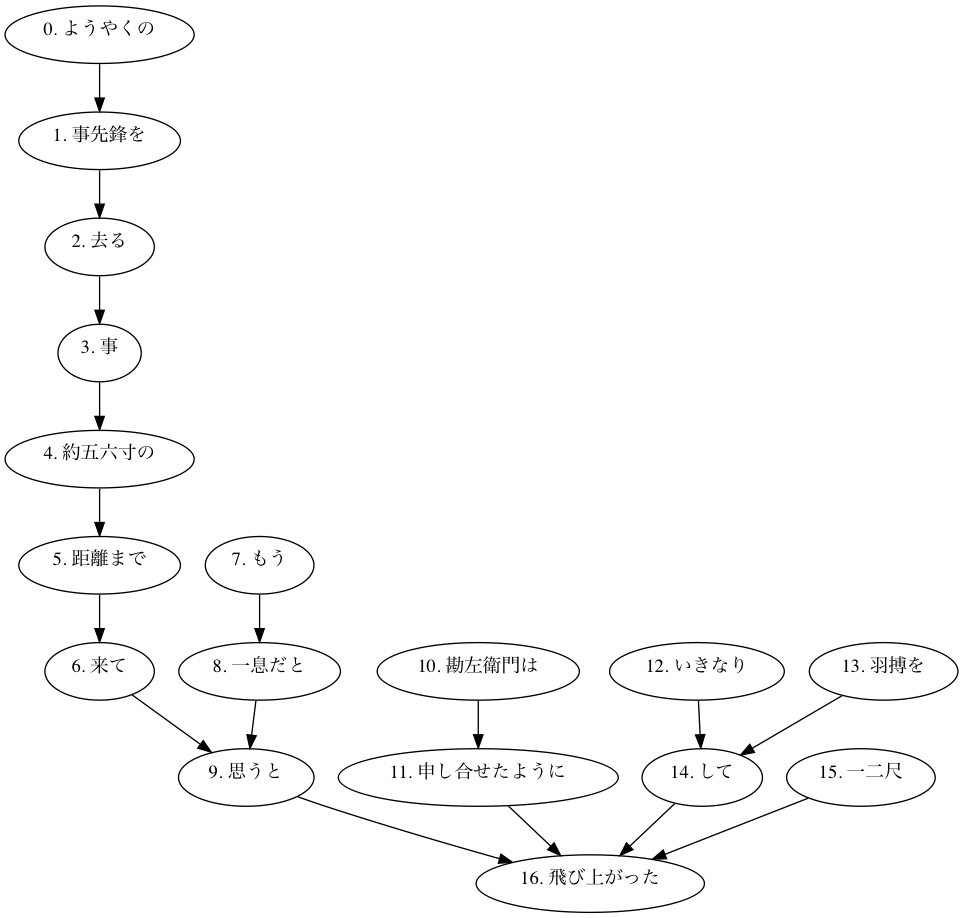 0. ようやくの
1. 事先鋒を
2. 去る
3. 事
4. 約五六寸の
5. 距離まで
7. もう
6. 来て
8. 一息だと
10. 勘左衛門は
12. いきなり
13. 羽搏を
9. 思うと
11. 申し合せたように
14. して
15. 一二尺
16. 飛び上がった